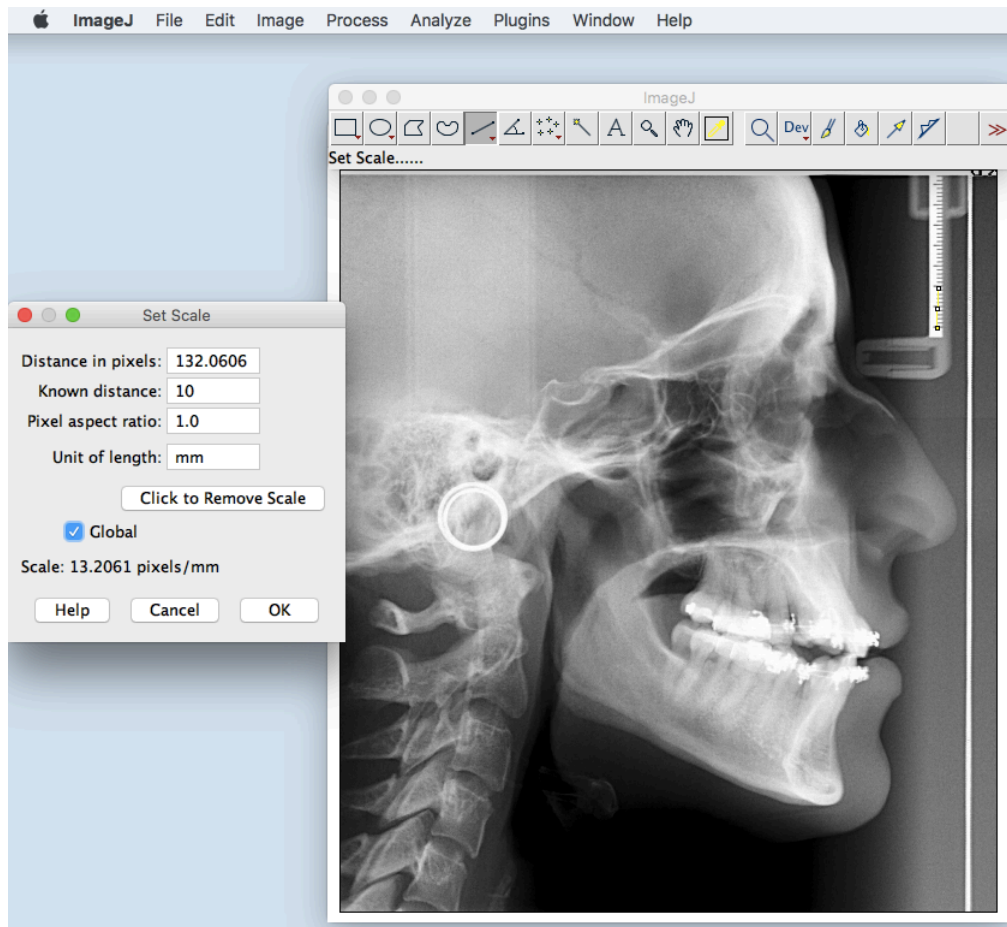 ImageJ File Edit Image Process Analyze Plugins Window Help
ImageJ
Dev
A
Set Scale......
Set Scale
Distance in pixels: 132.0606
Known distance: 10
Pixel aspect ratio: 1.0
Unit of length: mm
Click to Remove Scale
Global
Scale: 13.2061 pixels/mm
Help Cancel OK